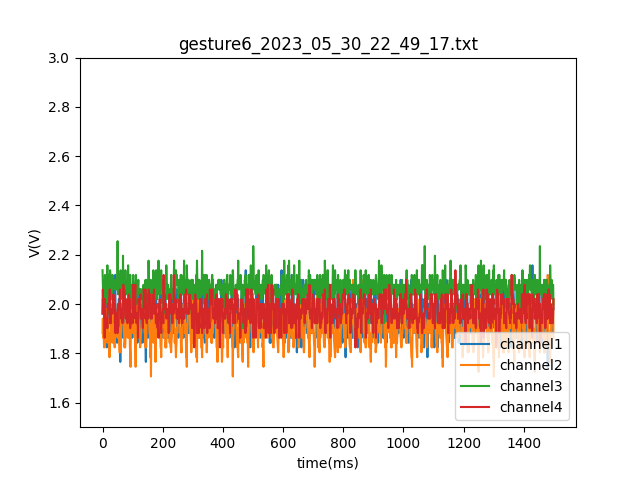 gesture6_2023_05_30_22_49_17.txt
3.0
2.8
2.6
2.4
2.2
2.0
1.8
1.6
V(V)
channel1
channel2
channel3
channel4
0 200 400 600 800 1000 1200 1400
time(ms)